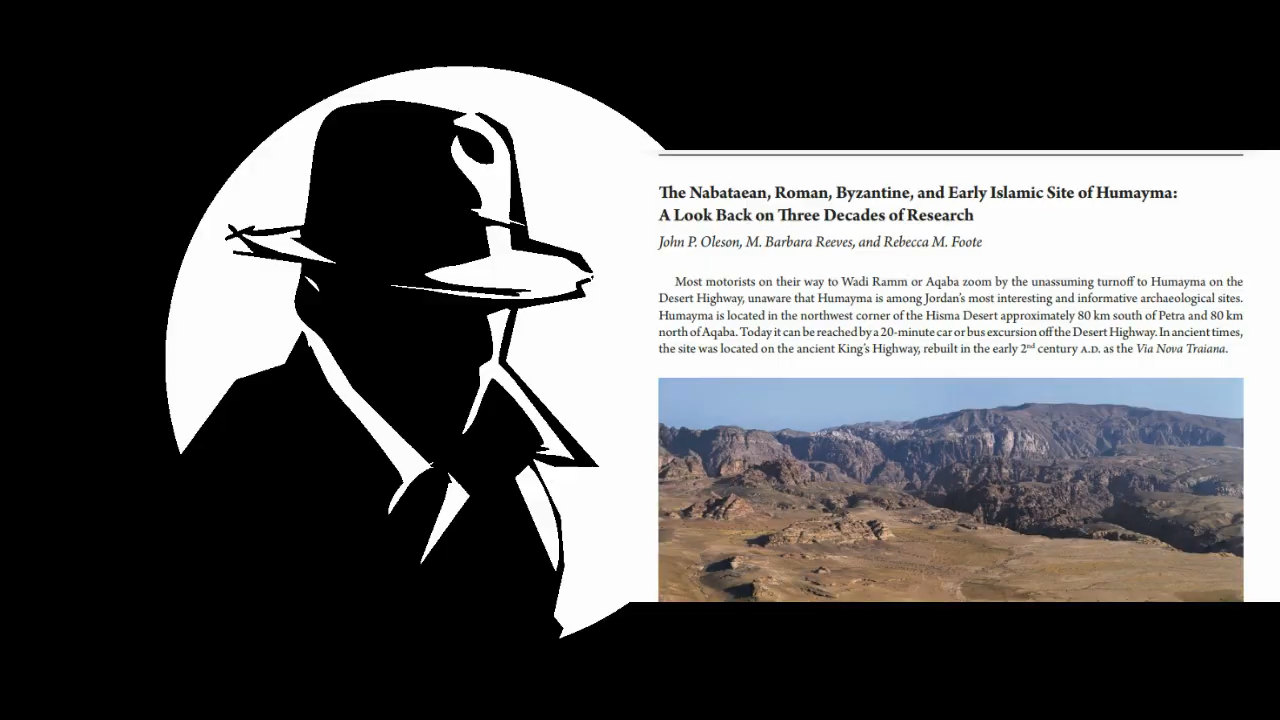 The Nabataean, Roman, Byzantine, and Early Islamic Site of Humayma:
A Look Back on Three Decades of Research
John P. Oleson, M. Barbara Reeves, and Rebecca M. Foote
Most motorists on their way to Wadi Ramm or Aqaba zoom by the unassuming turnoff to Humayma on the
Desert Highway, unaware that Humayma is among Jordan's most interesting and informative archaeological sites.
Humayma is located in the northwest corner of the Hisma Desert approximately 80 km south of Petra and 80 km
north of Aqaba. Today it can be reached by a 20-minute car or bus excursion off the Desert Highway. In ancient times,
the site was located on the ancient King's Highway, rebuilt in the early 2nd century A.D. as the Via Nova Traiana.